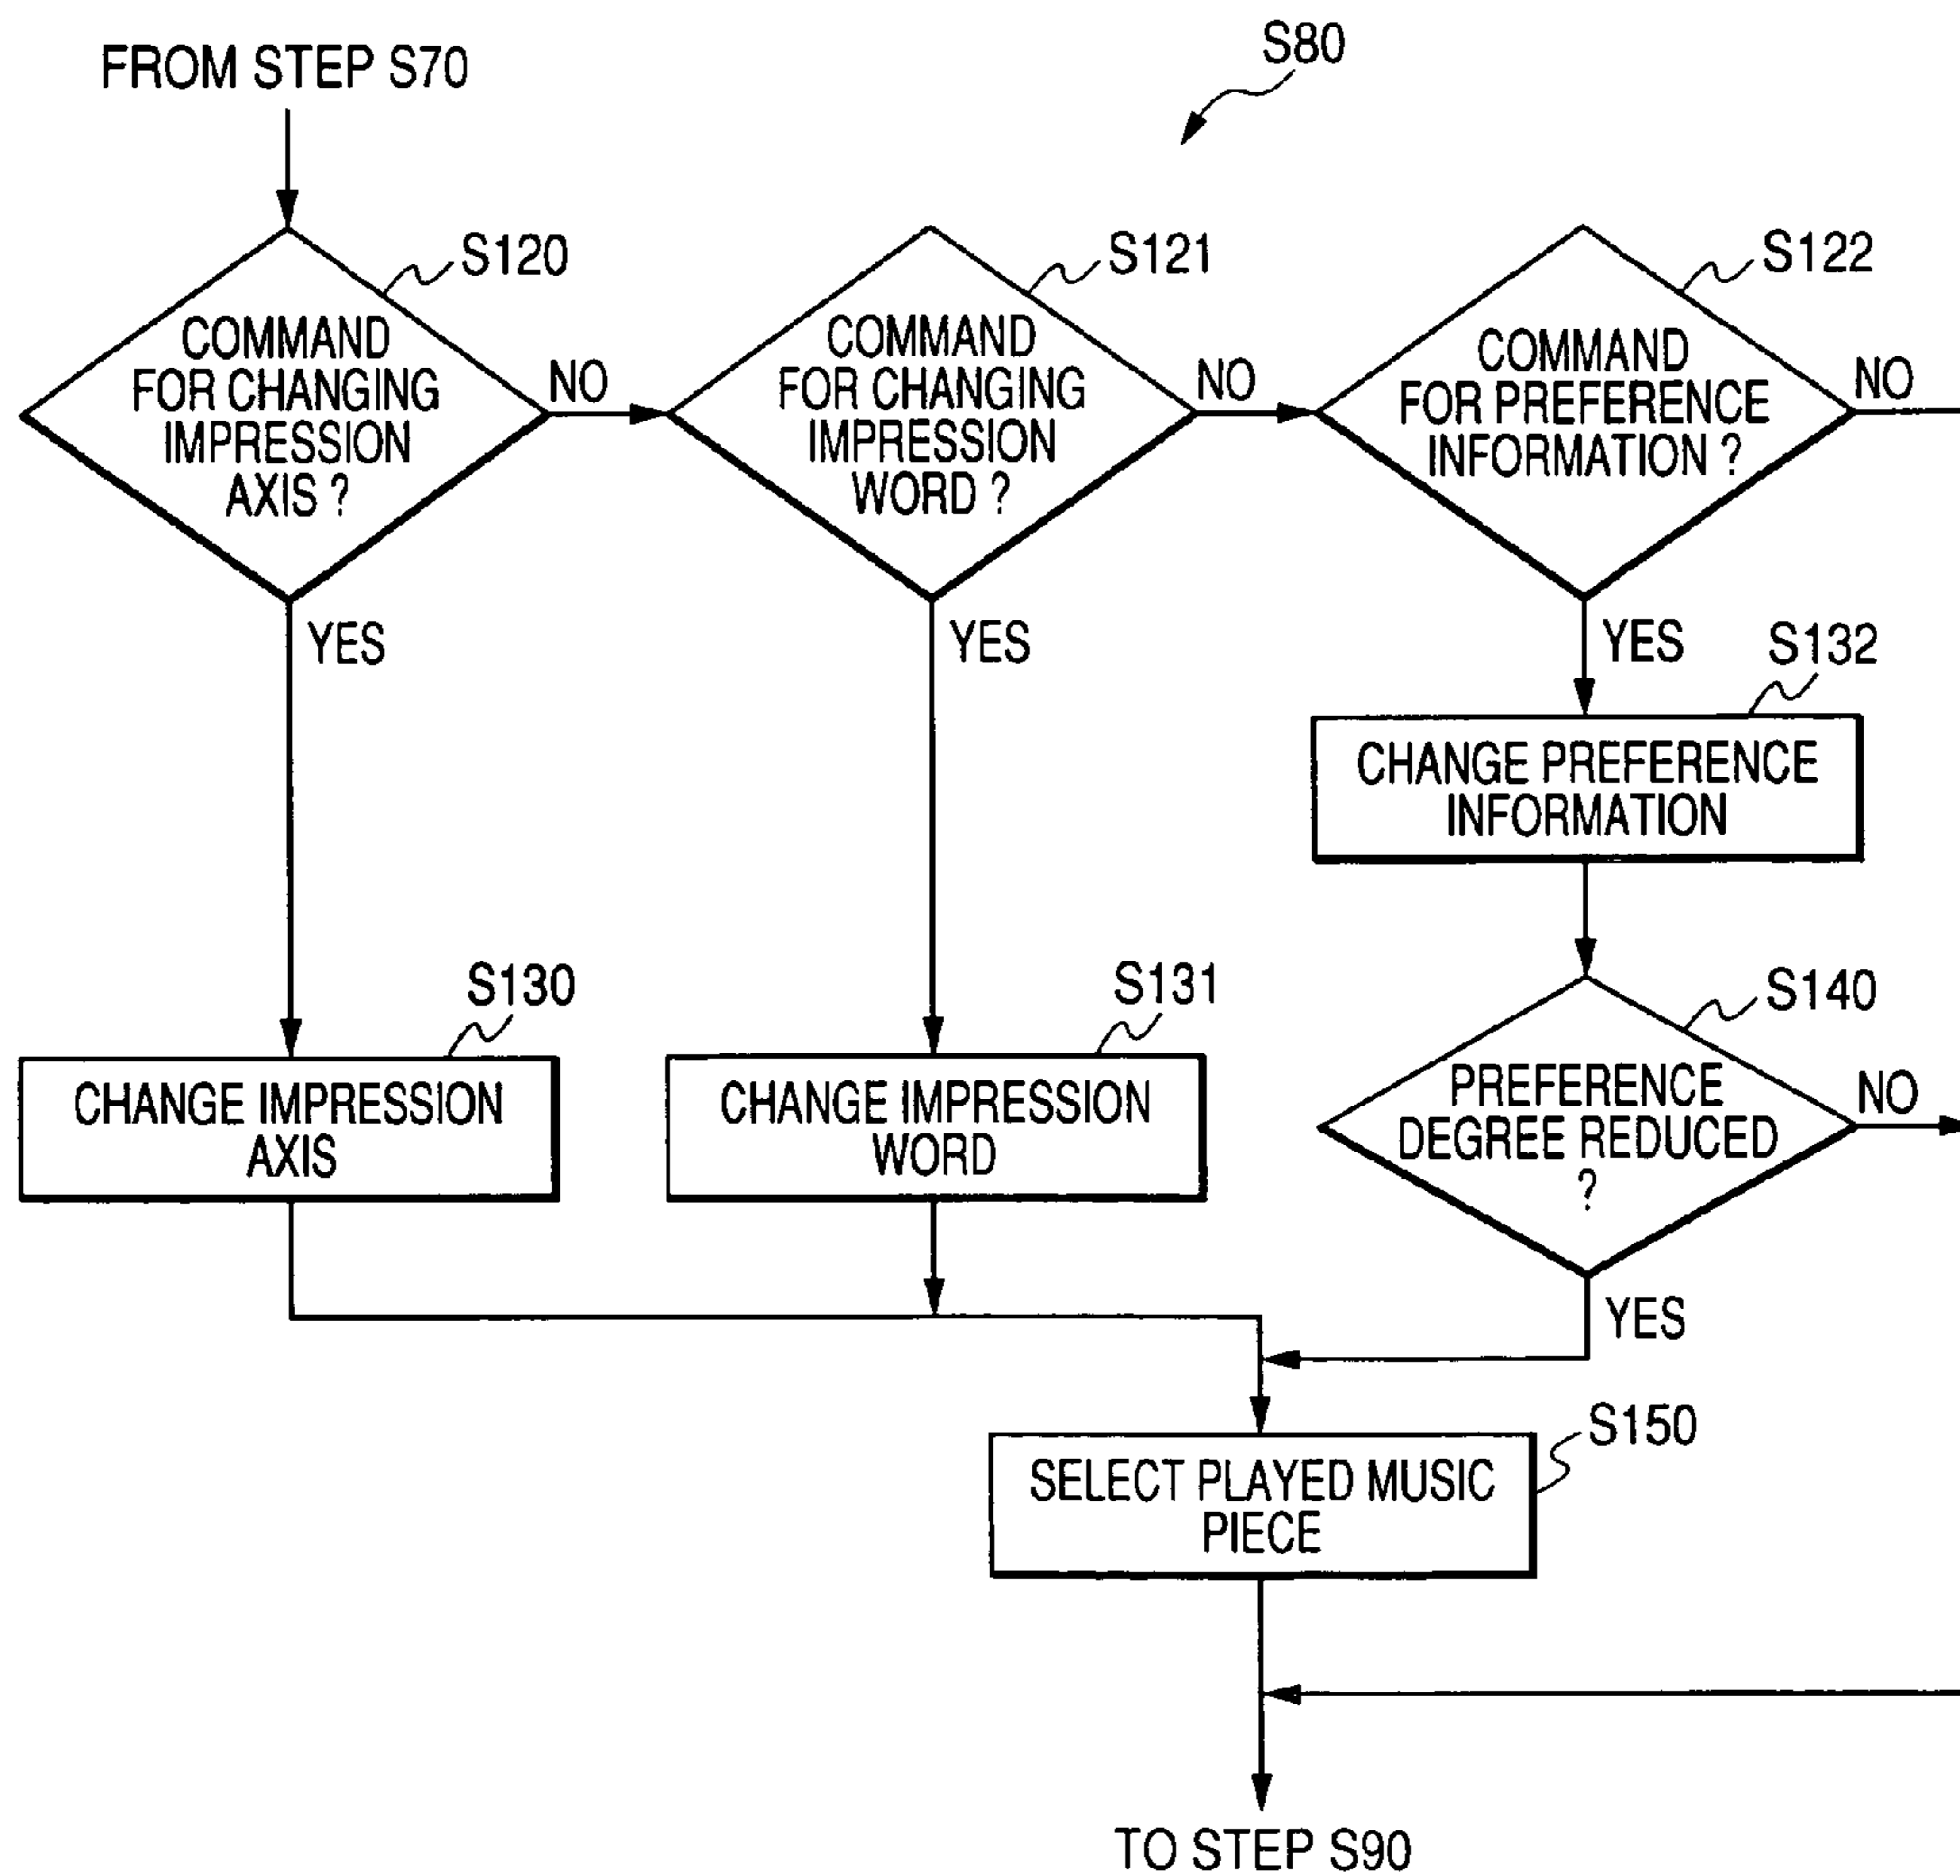 FROM STEP S70
S80
S120
COMMAND
FOR CHANGING
IMPRESSION
AXIS ?
NO
YES
S121
COMMAND
FOR CHANGING
IMPRESSION
WORD ?
NO
YES
S122
COMMAND
FOR PREFERENCE
INFORMATION ?
NO
YES
S132
CHANGE PREFERENCE
INFORMATION
S130
CHANGE IMPRESSION
AXIS
S131
CHANGE IMPRESSION
WORD
S140
PREFERENCE
DEGREE REDUCED
?
NO
YES
S150
SELECT PLAYED MUSIC
PIECE
TO STEP S90